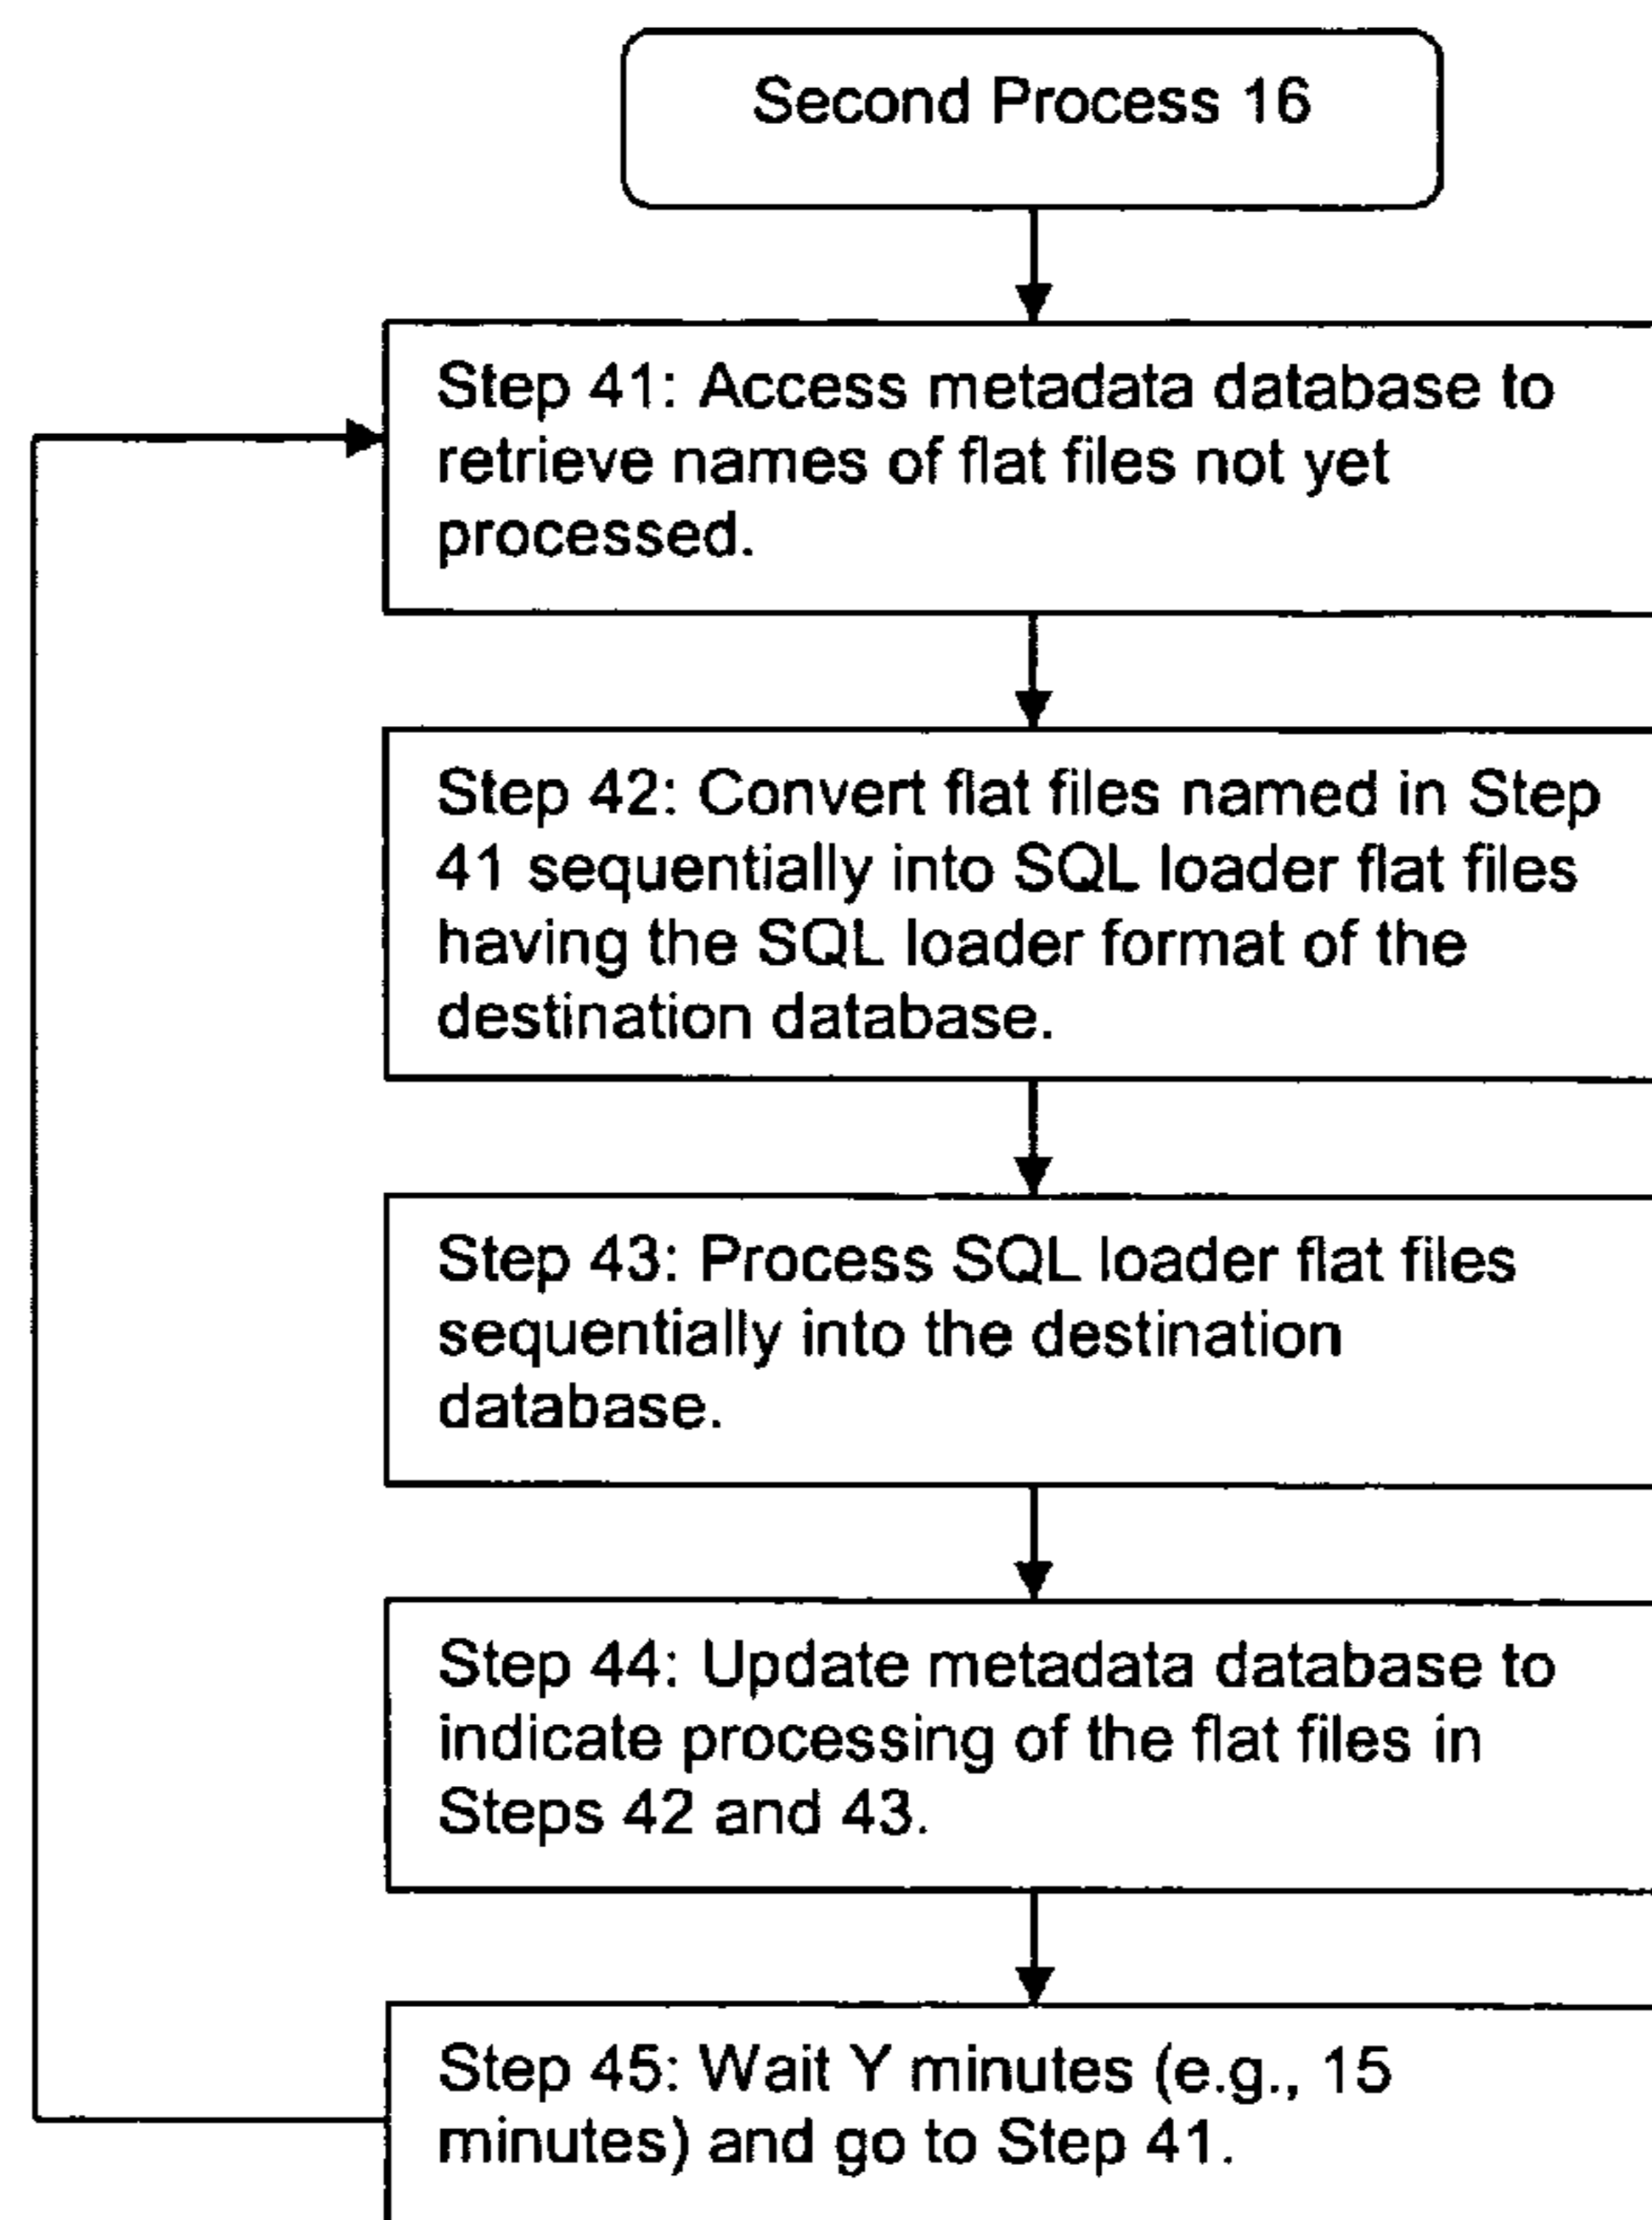 Second Process 16
Step 41: Access metadata database to
retrieve names of flat files not yet
processed.
Step 42: Convert flat files named in Step
41 sequentially into SQL loader flat files
having the SQL loader format of the
destination database.
Step 43: Process SQL loader flat files
sequentially into the destination
database.
Step 44: Update metadata database to
indicate processing of the flat files in
Steps 42 and 43.
Step 45: Wait Y minutes (e.g., 15
minutes) and go to Step 41.